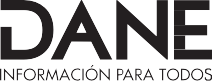 DANE
INFORMACIÓN PARA TODOS